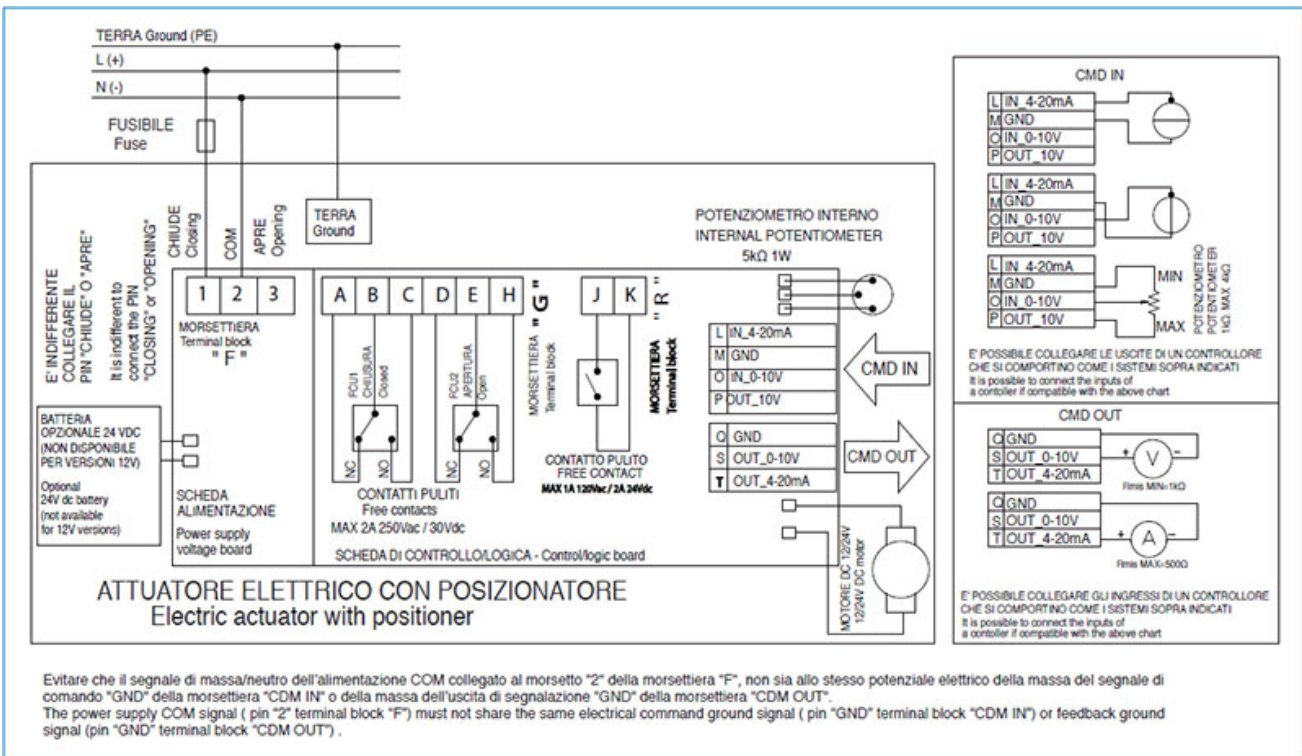 TERRA Ground (PE)
L (+)
N (-)
FUSIBILE
Fuse
E' INDIFFERENTE
COLLEGARE IL
PIN "CHIUDE" O "APRE"
It is indifferent to
connect the PIN
"CLOSING" or "OPENING"
CHIUDE
Closing
COM
APRE
Opening
TERRA
Ground
1 2 3
MORSETTIERA
Terminal block
" F "
BATTERIA
OPZIONALE 24 VDC
(NON DISPONIBILE
PER VERSIONI 12V)
Optional
24V dc battery
(not available
for 12V versions)
SCHEDA
ALIMENTAZIONE
Power supply
voltage board
A B C D E H
FCU1
CHIUSURA
Closed
FCU2
APERTURA
Open
NC
NO
NC
NO
CONTATTI PULITI
Free contacts
MAX 2A 250Vac / 30Vdc
MORSETTIERA "G"
Terminal block
J K
"R"
MORSETTIERA
Terminal block
CONTATTO PULITO
FREE CONTACT
MAX 1A 120Vac / 2A 24Vdc
SCHEDA DI CONTROLLO/LOGICA - Control/logic board
POTENZIOMETRO INTERNO
INTERNAL POTENTIOMETER
5kΩ 1W
L IN_4-20mA
M GND
O IN_0-10V
P OUT_10V
CMD IN
Q GND
S OUT_0-10V
T OUT_4-20mA
CMD OUT
MOTORE DC 12/24V
12/24V DC motor
ATTUATORE ELETTRICO CON POSIZIONATORE
Electric actuator with positioner
CMD IN
L IN_4-20mA
M GND
O IN_0-10V
P OUT_10V
L IN_4-20mA
M GND
O IN_0-10V
P OUT_10V
L IN_4-20mA
M GND
O IN_0-10V
P OUT_10V
MIN
MAX
POTENZIOMETRO
POTENTIOMETER
1kΩ MAX 4kΩ
E' POSSIBILE COLLEGARE LE USCITE DI UN CONTROLLORE
CHE SI COMPORTINO COME I SISTEMI SOPRA INDICATI
It is possible to connect the inputs of
a contoller if compatible with the above chart
CMD OUT
Q GND
S OUT_0-10V
T OUT_4-20mA
+ V -
Rmis MIN=1kΩ
Q GND
S OUT_0-10V
T OUT_4-20mA
+ A -
Rmis MAX=500Ω
E' POSSIBILE COLLEGARE GLI INGRESSI DI UN CONTROLLORE
CHE SI COMPORTINO COME I SISTEMI SOPRA INDICATI
It is possible to connect the inputs of
a contoller if compatible with the above chart
Evitare che il segnale di massa/neutro dell'alimentazione COM collegato al morsetto "2" della morsettiera "F", non sia allo stesso potenziale elettrico della massa del segnale di
comando "GND" della morsettiera "CDM IN" o della massa dell'uscita di segnalazione "GND" della morsettiera "CDM OUT".
The power supply COM signal ( pin "2" terminal block "F") must not share the same electrical command ground signal ( pin "GND" terminal block "CDM IN") or feedback ground
signal (pin "GND" terminal block "CDM OUT") .